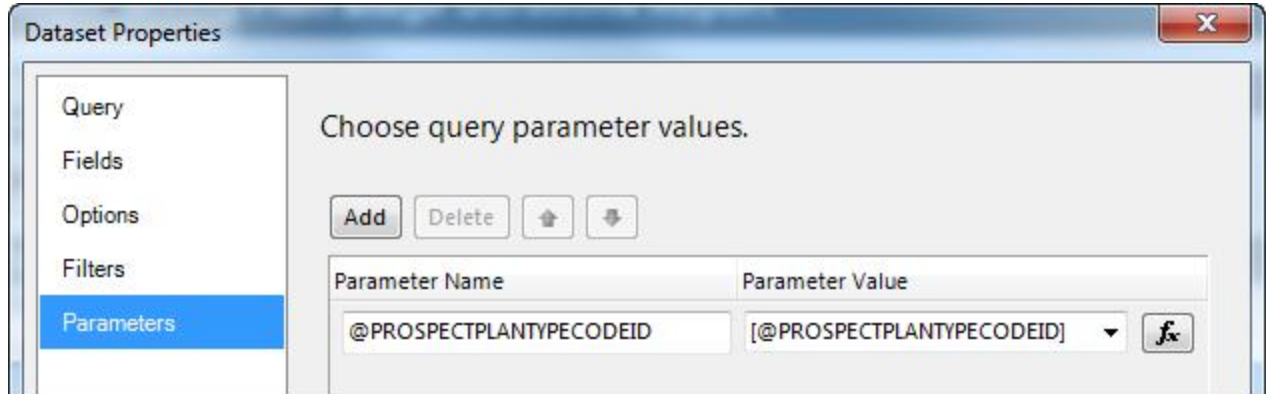 Dataset Properties
Query
Fields
Options
Filters
Parameters
Choose query parameter values.
Add Delete
Parameter Name Parameter Value
@PROSPECTPLANTYPECODEID [@PROSPECTPLANTYPECODEID] fx